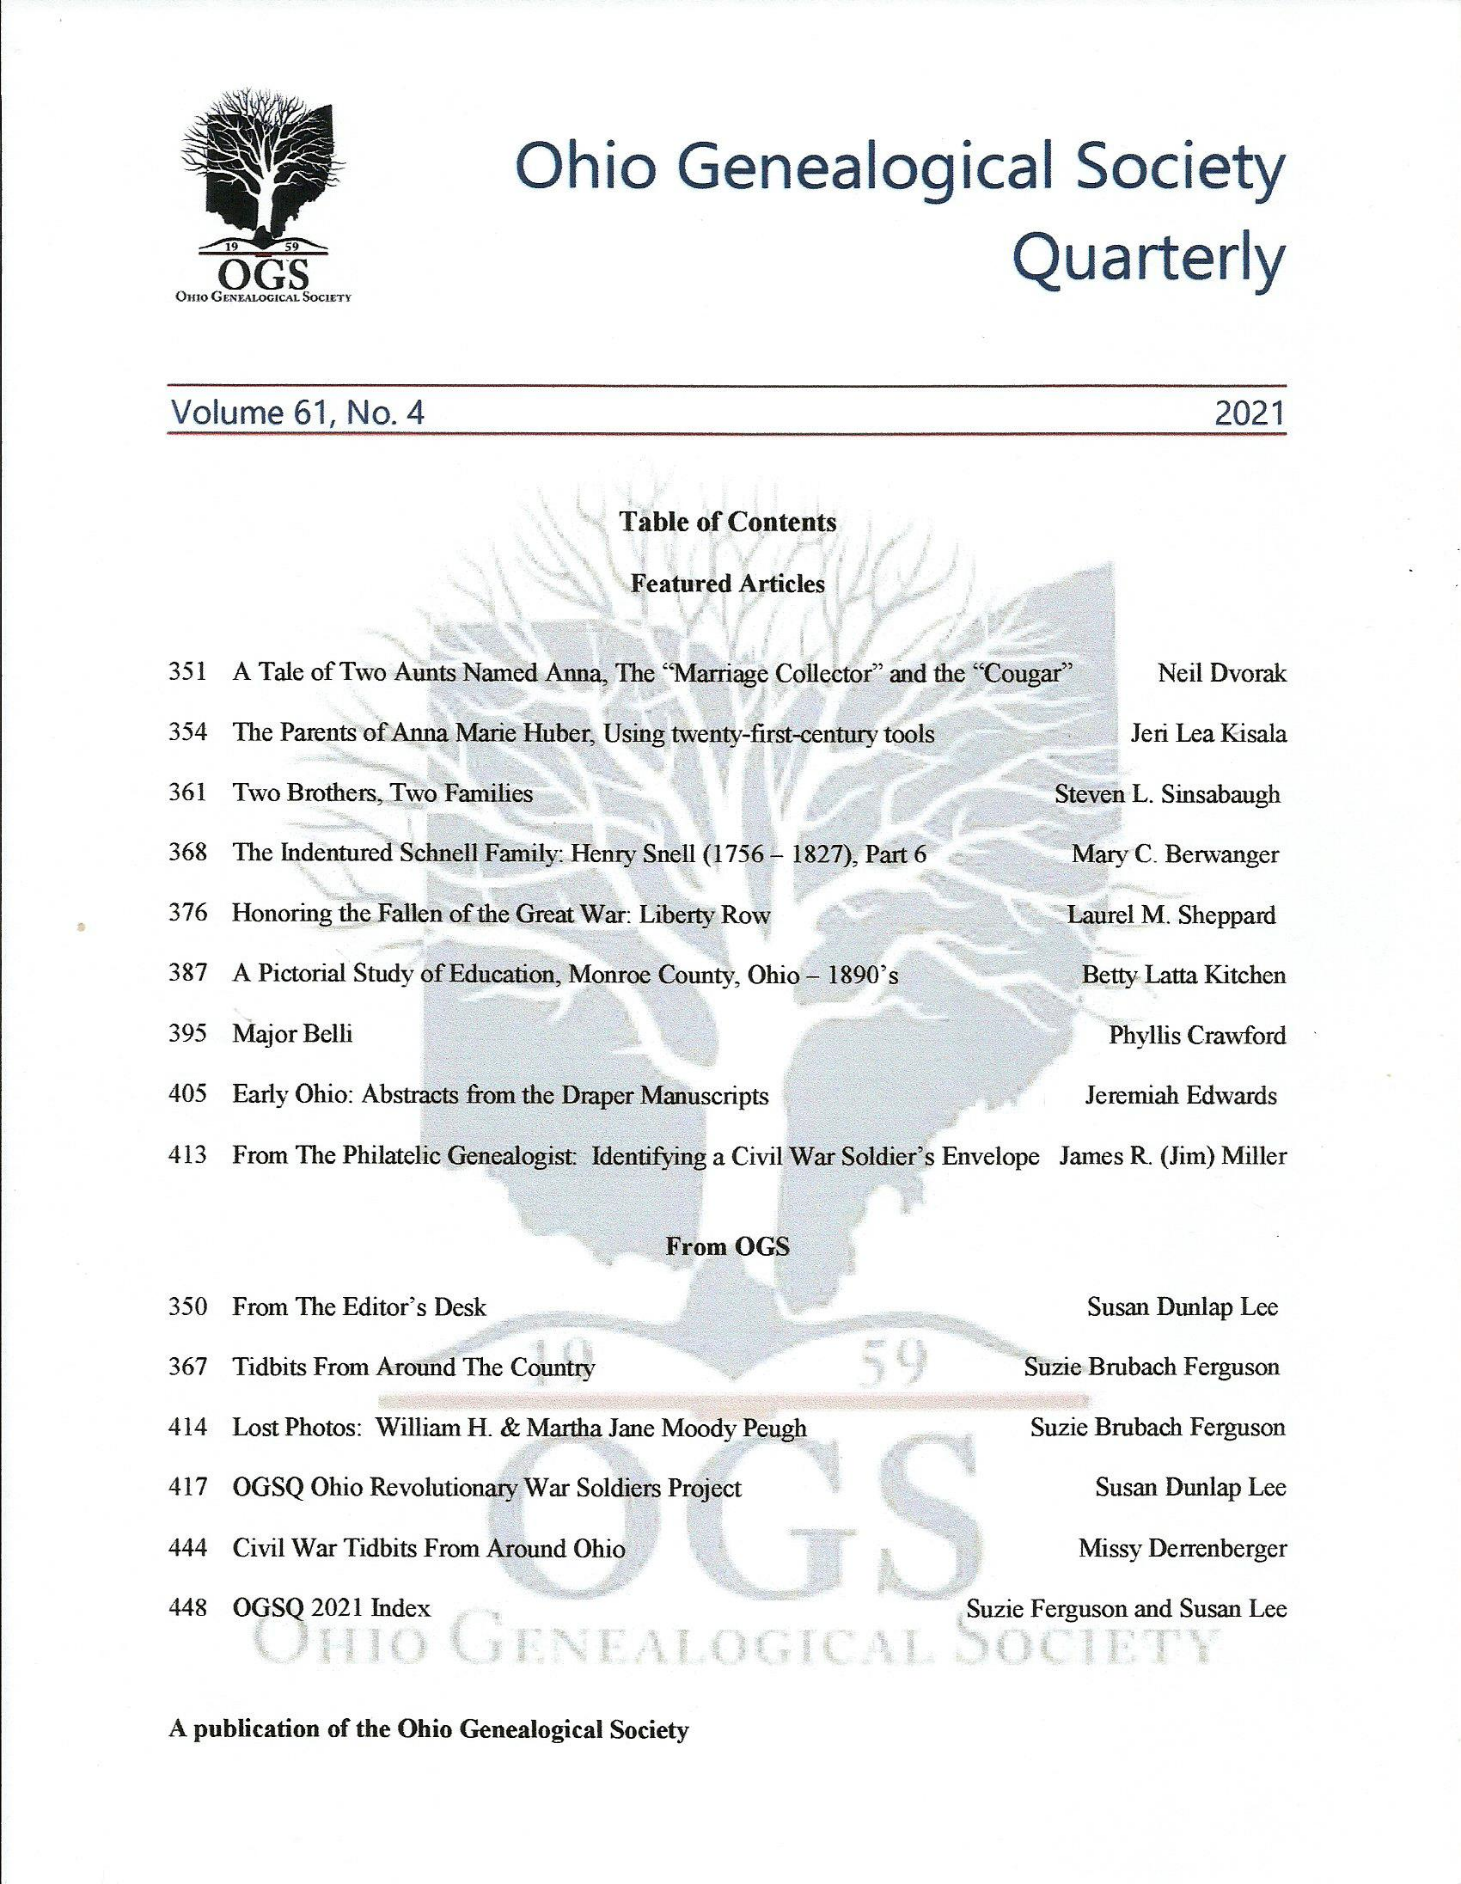 19 59
OGS
OHIO GENEALOGICAL SOCIETY
Ohio Genealogical Society
Quarterly
Volume 61, No. 4 2021
Table of Contents
Featured Articles
351 A Tale of Two Aunts Named Anna, The “Marriage Collector” and the “Cougar” Neil Dvorak
354 The Parents of Anna Marie Huber, Using twenty-first-century tools Jeri Lea Kisala
361 Two Brothers, Two Families Steven L. Sinsabaugh
368 The Indentured Schnell Family: Henry Snell (1756 – 1827), Part 6 Mary C. Berwanger
376 Honoring the Fallen of the Great War: Liberty Row Laurel M. Sheppard
387 A Pictorial Study of Education, Monroe County, Ohio – 1890’s Betty Latta Kitchen
395 Major Belli Phyllis Crawford
405 Early Ohio: Abstracts from the Draper Manuscripts Jeremiah Edwards
413 From The Philatelic Genealogist: Identifying a Civil War Soldier’s Envelope James R. (Jim) Miller
From OGS
350 From The Editor’s Desk Susan Dunlap Lee
19 59
367 Tidbits From Around The Country Suzie Brubach Ferguson
414 Lost Photos: William H. & Martha Jane Moody Peugh Suzie Brubach Ferguson
417 OGSQ Ohio Revolutionary War Soldiers Project Susan Dunlap Lee
OGS
444 Civil War Tidbits From Around Ohio Missy Derrenberger
448 OGSQ 2021 Index Suzie Ferguson and Susan Lee
OHIO GENEALOGICAL SOCIETY
A publication of the Ohio Genealogical Society